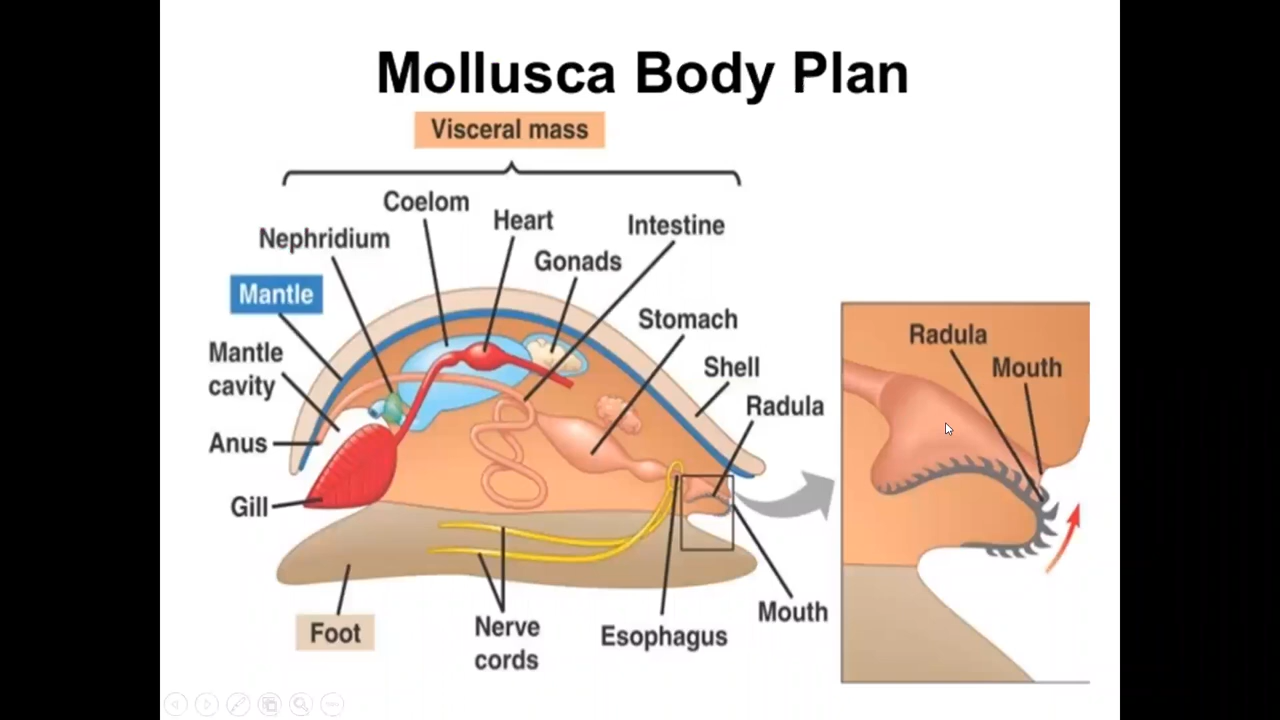 Mollusca Body Plan
Visceral mass
Coelom
Heart
Intestine
Nephridium
Gonads
Mantle
Stomach
Mantle
cavity
Shell
Radula
Anus
Gill
Foot
Nerve
cords
Esophagus
Mouth
Radula
Mouth